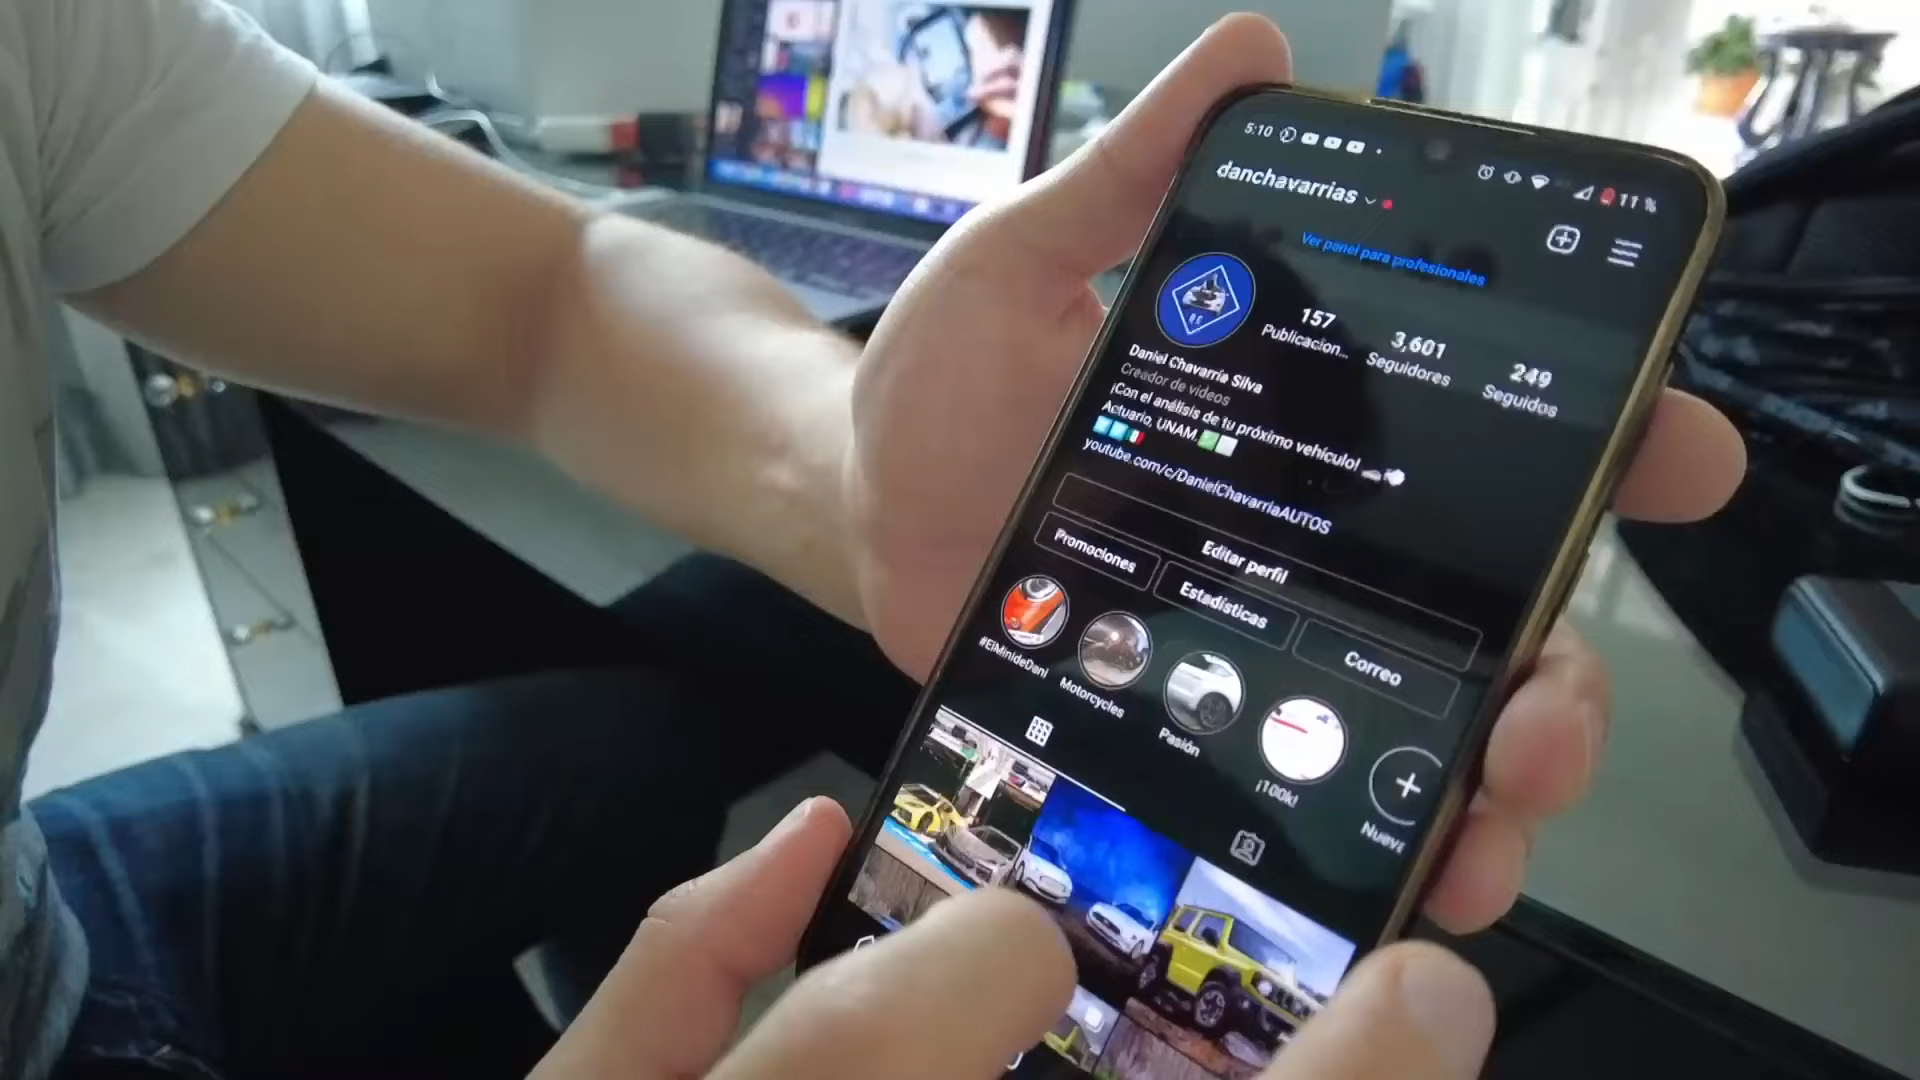 5:10
11 %
danchavarrias
Ver panel para profesionales
157
Publicacion...
3,601
Seguidores
249
Seguidos
Daniel Chavarria Silva
Creador de videos
¡Con el análisis de tu próximo vehículo!
Actuario, UNAM.
youtube.com/c/DanielChavarriaAUTOS
Editar perfil
Promociones
Estadísticas
Correo
#ElMinideDani
Motorcycles
Pasión
¡100k!